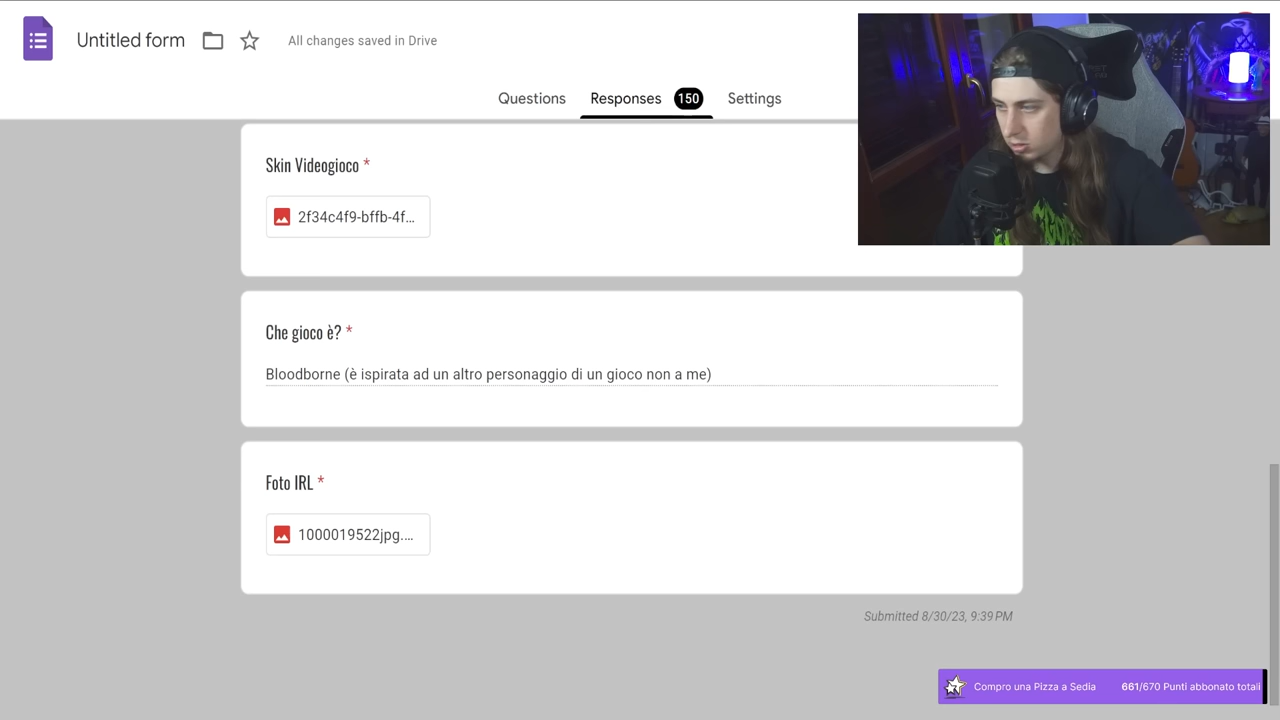 Untitled form
All changes saved in Drive
Questions
Responses
150
Settings
Skin Videogioco *
2f34c4f9-bffb-4f...
Che gioco è? *
Bloodborne (è ispirata ad un altro personaggio di un gioco non a me)
Foto IRL *
1000019522jpg....
Submitted 8/30/23, 9:39 PM
Compro una Pizza a Sedia
661/670 Punti abbonato totali